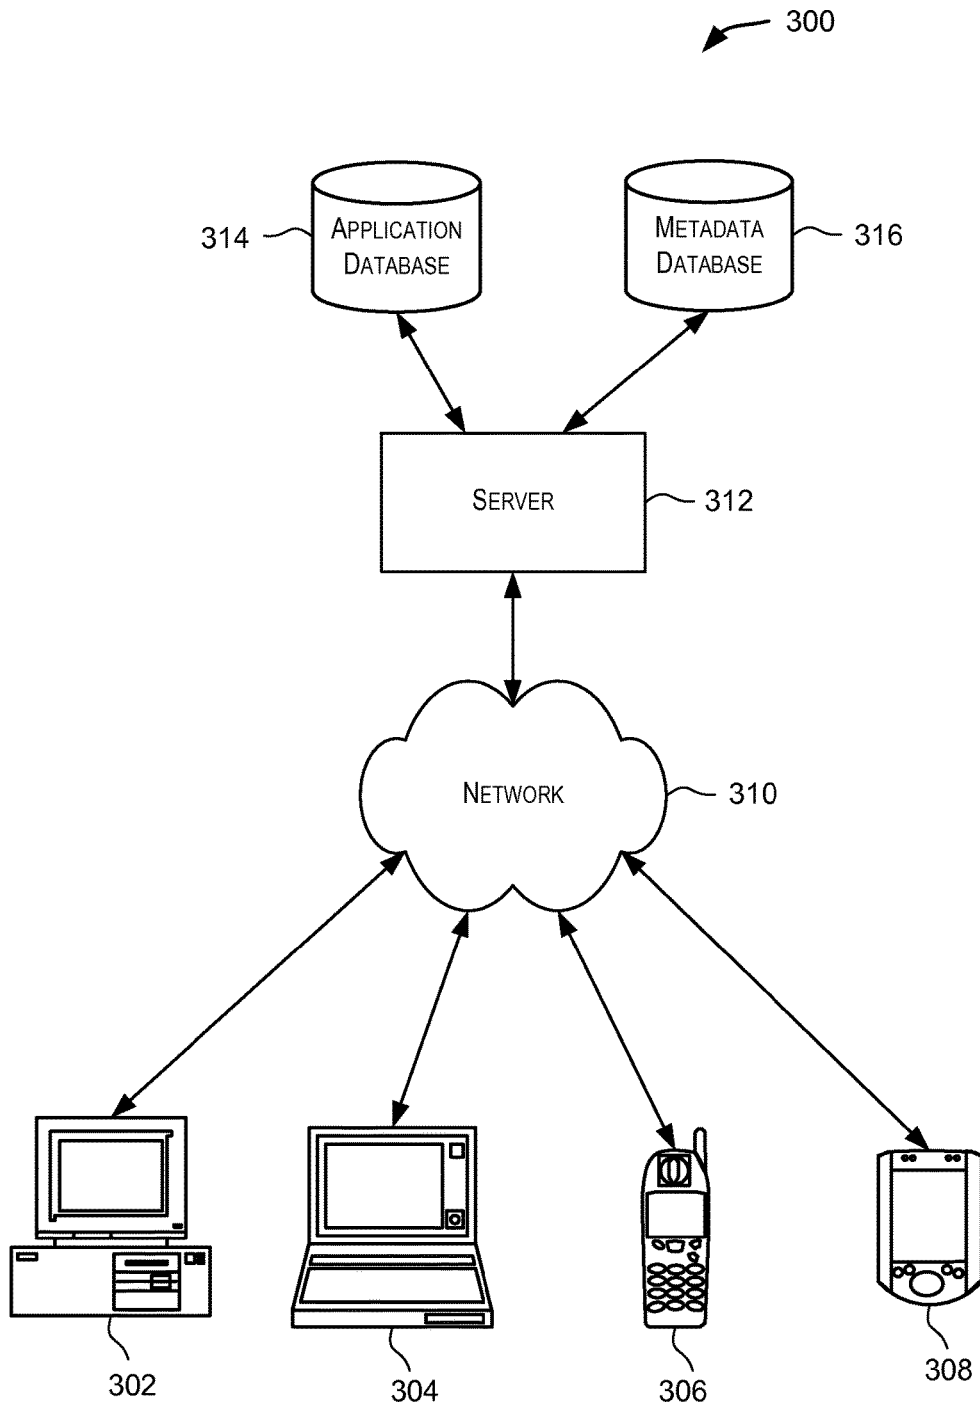 300
314
APPLICATION
DATABASE
METADATA
DATABASE
316
SERVER
312
NETWORK
310
302
304
306
308